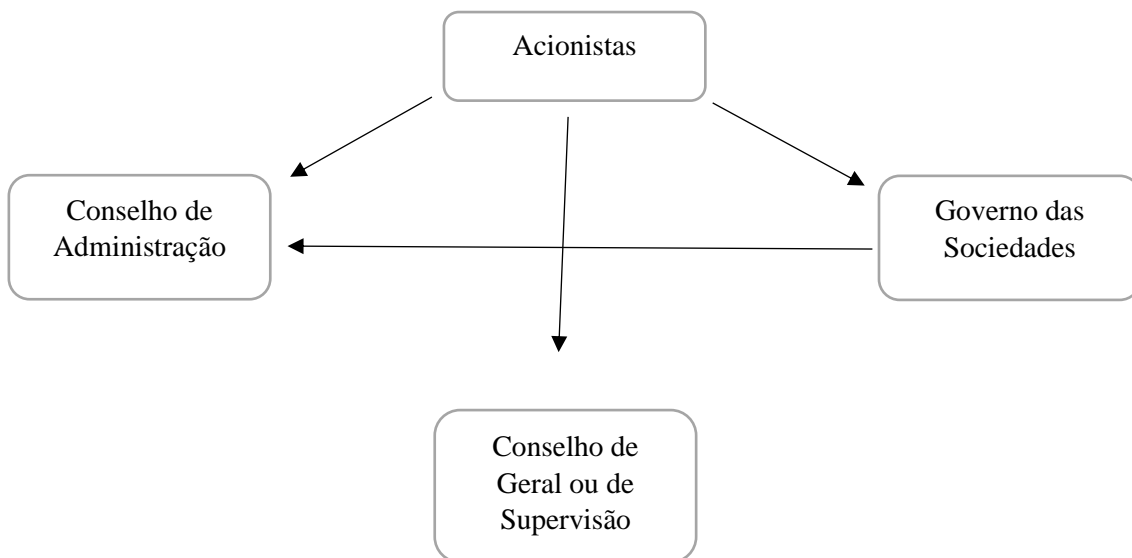 Acionistas
Conselho de
Administração
Governo das
Sociedades
Conselho de
Geral ou de
Supervisão